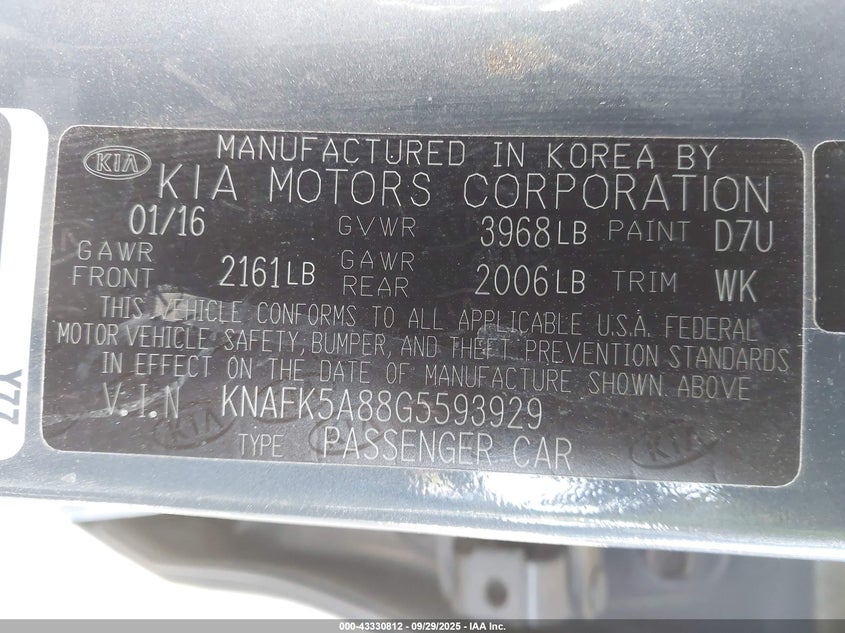 KIA
MANUFACTURED IN KOREA BY
KIA MOTORS CORPORATION
01/16 GVWR 3968LB PAINT D7U
GAWR FRONT 2161LB GAWR REAR 2006LB TRIM WK
THIS VEHICLE CONFORMS TO ALL APPLICABLE U.S.A. FEDERAL
MOTOR VEHICLE SAFETY, BUMPER, AND THEFT PREVENTION STANDARDS
IN EFFECT ON THE DATE OF MANUFACTURE SHOWN ABOVE
V.I.N KNAFK5A88G5593929
TYPE PASSENGER CAR
Y77
000-43330812 - 09/29/2025 - IAA Inc.